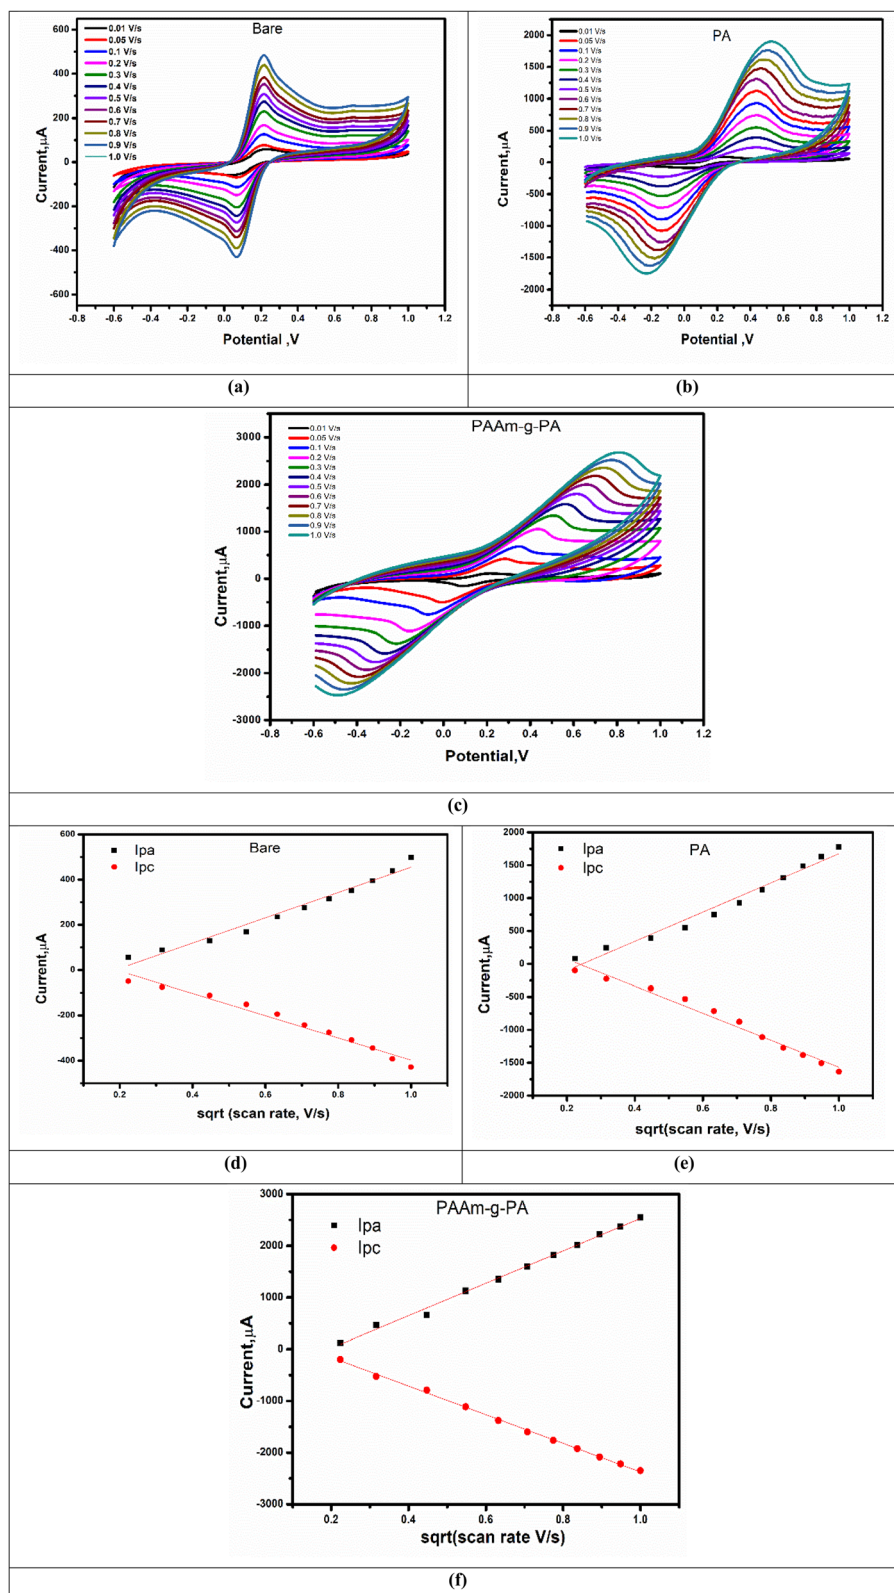 Bare
0.01 V/s
0.05 V/s
0.1 V/s
0.2 V/s
0.3 V/s
0.4 V/s
0.5 V/s
0.6 V/s
0.7 V/s
0.8 V/s
0.9 V/s
1.0 V/s
600
400
200
0
-200
-400
-600
Current,µA
-0.8 -0.6 -0.4 -0.2 0.0 0.2 0.4 0.6 0.8 1.0 1.2
Potential ,V
PA
0.01 V/s
0.05 V/s
0.1 V/s
0.2 V/s
0.3 V/s
0.4 V/s
0.5 V/s
0.6 V/s
0.7 V/s
0.8 V/s
0.9 V/s
1.0 V/s
2000
1500
1000
500
0
-500
-1000
-1500
-2000
Current,µA
-0.8 -0.6 -0.4 -0.2 0.0 0.2 0.4 0.6 0.8 1.0 1.2
Potential ,V
(a)
(b)
PAAm-g-PA
0.01 V/s
0.05 V/s
0.1 V/s
0.2 V/s
0.3 V/s
0.4 V/s
0.5 V/s
0.6 V/s
0.7 V/s
0.8 V/s
0.9 V/s
1.0 V/s
3000
2000
1000
0
-1000
-2000
-3000
Current,µA
-0.8 -0.6 -0.4 -0.2 0.0 0.2 0.4 0.6 0.8 1.0 1.2
Potential,V
(c)
Bare
Ipa
Ipc
600
400
200
0
-200
-400
Current,µA
0.2 0.4 0.6 0.8 1.0
sqrt (scan rate, V/s)
PA
Ipa
Ipc
2000
1500
1000
500
0
-500
-1000
-1500
-2000
Current,µA
0.2 0.4 0.6 0.8 1.0
sqrt(scan rate, V/s)
(d)
(e)
PAAm-g-PA
Ipa
Ipc
3000
2000
1000
0
-1000
-2000
-3000
Current,µA
0.2 0.4 0.6 0.8 1.0
sqrt(scan rate V/s)
(f)